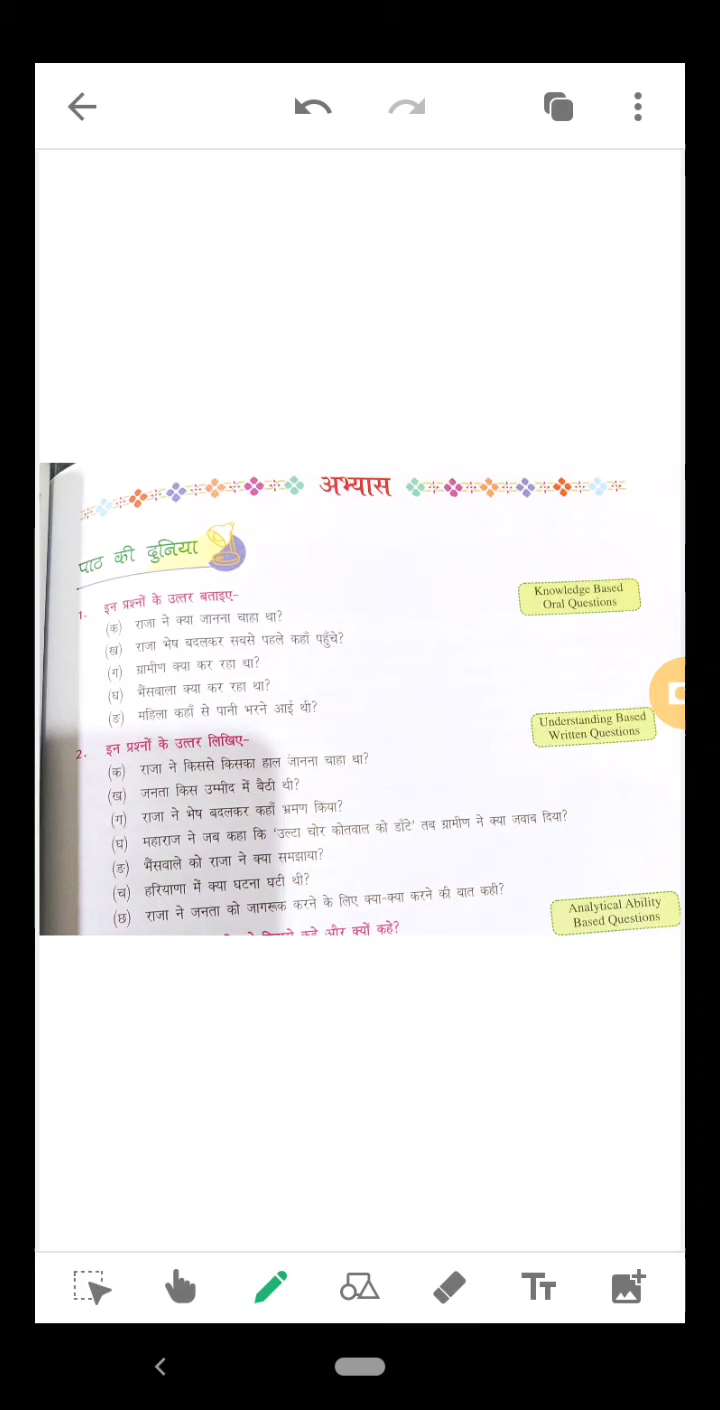 अभ्यास
पाठ की दुनिया
1. इन प्रश्नों के उत्तर बताइए-
Knowledge Based
Oral Questions
(क) राजा ने क्या जानना चाहा था?
(ख) राजा भेष बदलकर सबसे पहले कहाँ पहुँचे?
(ग) ग्रामीण क्या कर रहा था?
(घ) भैंसवाला क्या कर रहा था?
(ङ) महिला कहाँ से पानी भरने आई थी?
2. इन प्रश्नों के उत्तर लिखिए-
Understanding Based
Written Questions
(क) राजा ने किससे किसका हाल जानना चाहा था?
(ख) जनता किस उम्मीद में बैठी थी?
(ग) राजा ने भेष बदलकर कहाँ भ्रमण किया?
(घ) महाराज ने जब कहा कि 'उल्टा चोर कोतवाल को डाँटे' तब ग्रामीण ने क्या जवाब दिया?
(ङ) भैंसवाले को राजा ने क्या समझाया?
(च) हरियाणा में क्या घटना घटी थी?
(छ) राजा ने जनता को जागरूक करने के लिए क्या-क्या करने की बात कही?
Analytical Ability
Based Questions
और क्यों कहे?
Tт